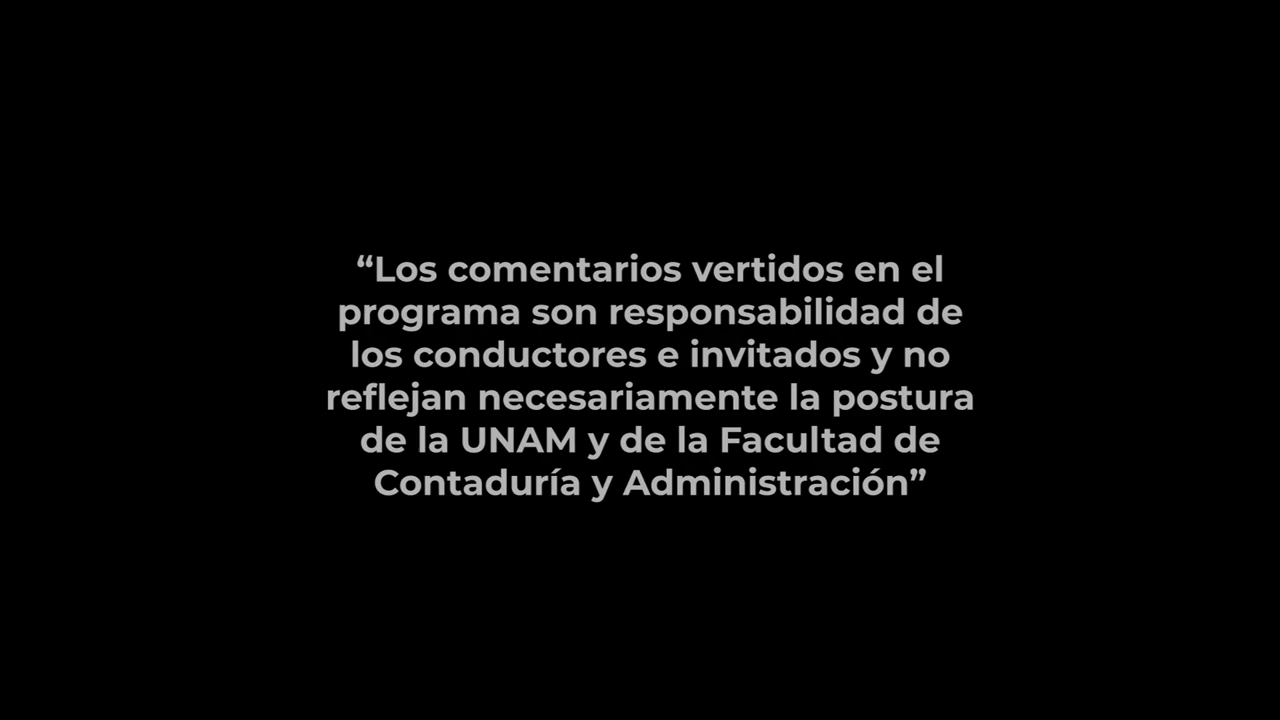 “Los comentarios vertidos en el
programa son responsabilidad de
los conductores e invitados y no
reflejan necesariamente la postura
de la UNAM y de la Facultad de
Contaduría y Administración”